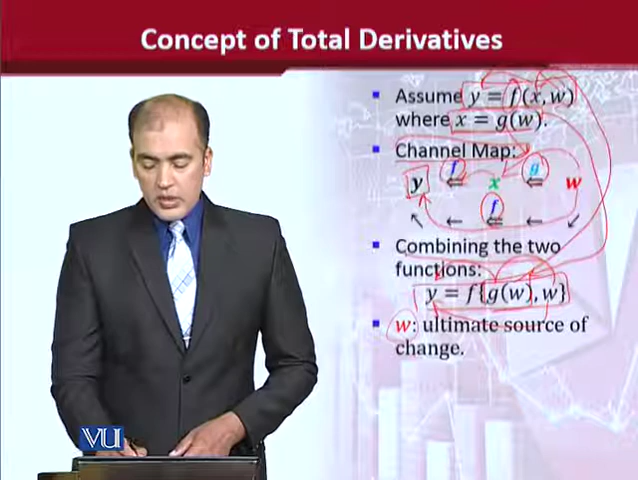 Concept of Total Derivatives
Assume y = f(x, w)
where x = g(w).
Channel Map:
y f ⇐ x g ⇐ w
↖ ← f ⇐ ← ↙
Combining the two
functions:
y = f{g(w), w}
w: ultimate source of
change.
VU